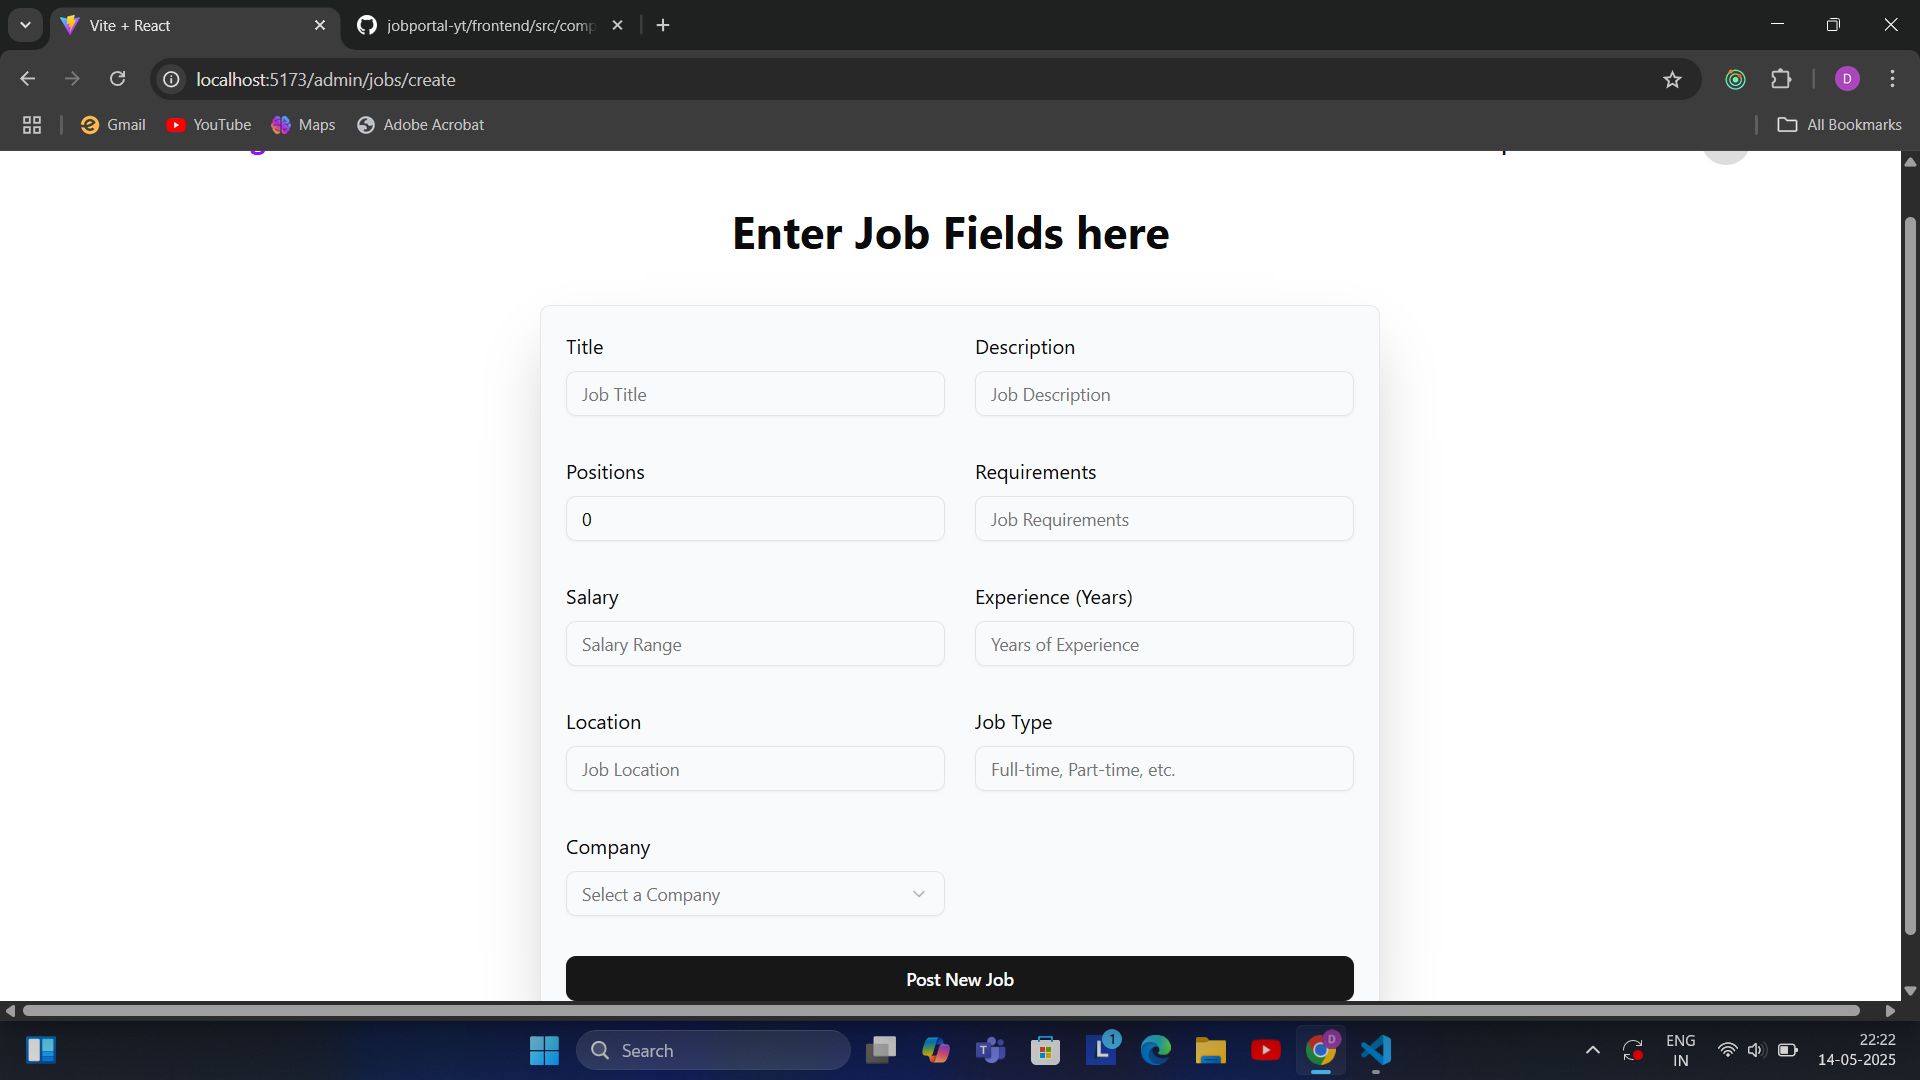 Vite + React
jobportal-yt/frontend/src/comp
localhost:5173/admin/jobs/create
D
Gmail
YouTube
Maps
Adobe Acrobat
All Bookmarks
Enter Job Fields here
Title
Description
Job Title
Job Description
Positions
Requirements
0
Job Requirements
Salary
Experience (Years)
Salary Range
Years of Experience
Location
Job Type
Job Location
Full-time, Part-time, etc.
Company
Select a Company
Post New Job
Search
1
D
ENG
IN
22:22
14-05-2025